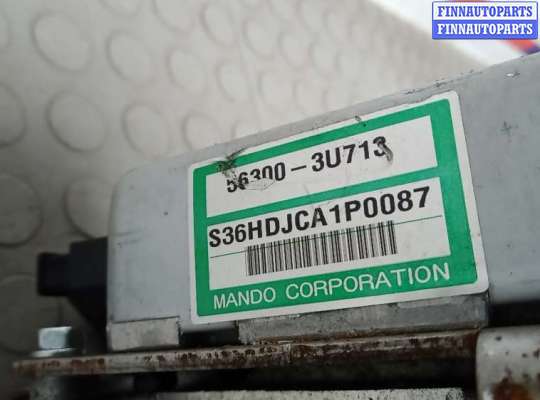 FINNAUTOPARTS
FINNAUTOPARTS
56300-3U713
S36HDJCA1P0087
MANDO CORPORATION